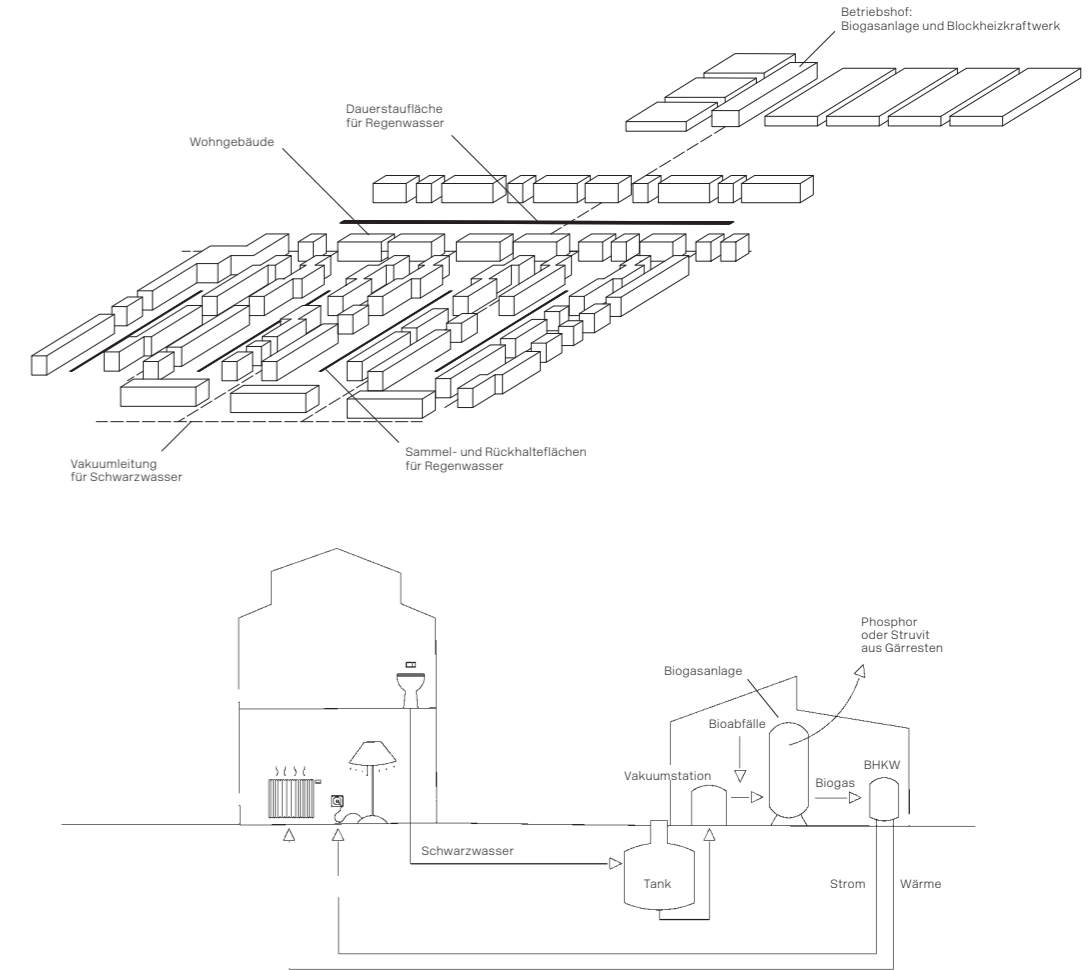 Betriebshof:
Biogasanlage und Blockheizkraftwerk
Dauerstaufläche
für Regenwasser
Wohngebäude
Sammel- und Rückhalteflächen
für Regenwasser
Vakuumleitung
für Schwarzwasser
Phosphor
oder Struvit
aus Gärresten
Biogasanlage
Bioabfälle
BHKW
Vakuumstation
Biogas
Schwarzwasser
Tank
Strom
Wärme